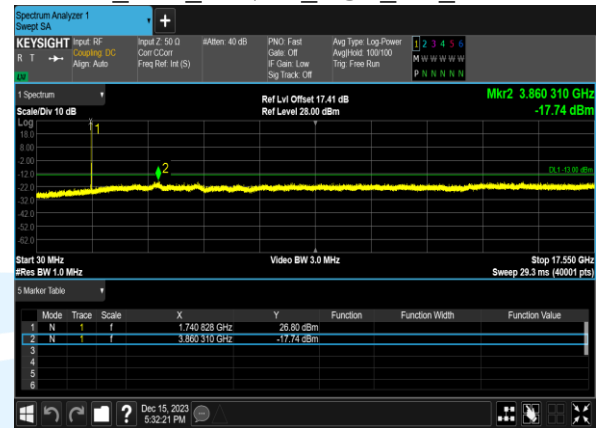 Spectrum Analyzer 1
Swept SA
KEYSIGHT Input: RF Input Z: 50 Ω #Atten: 40 dB PNO: Fast Avg Type: Log-Power 1 2 3 4 5 6
R T Coupling: DC Corr CCorr Gate: Off Avg|Hold: 100/100 M W W W W W
Align: Auto Freq Ref: Int (S) IF Gain: Low Trig: Free Run
Sig Track: Off P N N N N N
1 Spectrum Ref Lvl Offset 17.41 dB Mkr2 3.860 310 GHz
Scale/Div 10 dB Ref Level 28.00 dBm -17.74 dBm
Log
18.0 1
8.00
-2.00
-12.0 2 DL1 -13.00 dBm
-22.0
-32.0
-42.0
-52.0
-62.0
Start 30 MHz Video BW 3.0 MHz Stop 17.550 GHz
#Res BW 1.0 MHz Sweep 29.3 ms (40001 pts)
5 Marker Table
Mode Trace Scale X Y Function Function Width Function Value
1 N 1 f 1.740 828 GHz 26.80 dBm
2 N 1 f 3.860 310 GHz -17.74 dBm
3
4
5
6
? Dec 15, 2023
5:32:21 PM